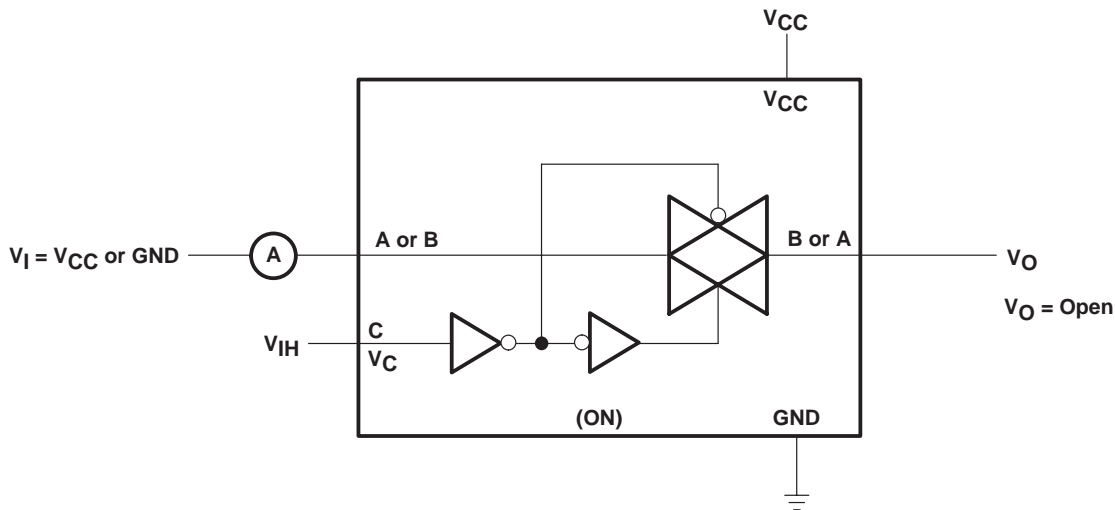 VCC
VCC
A or B
B or A
VI = VCC or GND
A
VO
VO = Open
C
VIH
VC
(ON)
GND